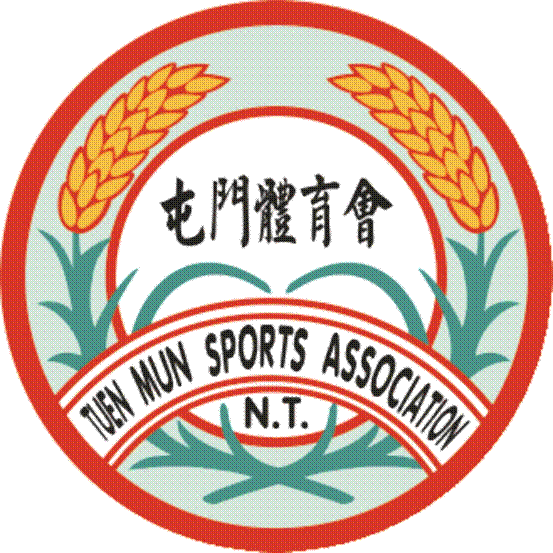 屯門體育會
TUEN MUN SPORTS ASSOCIATION
N.T.